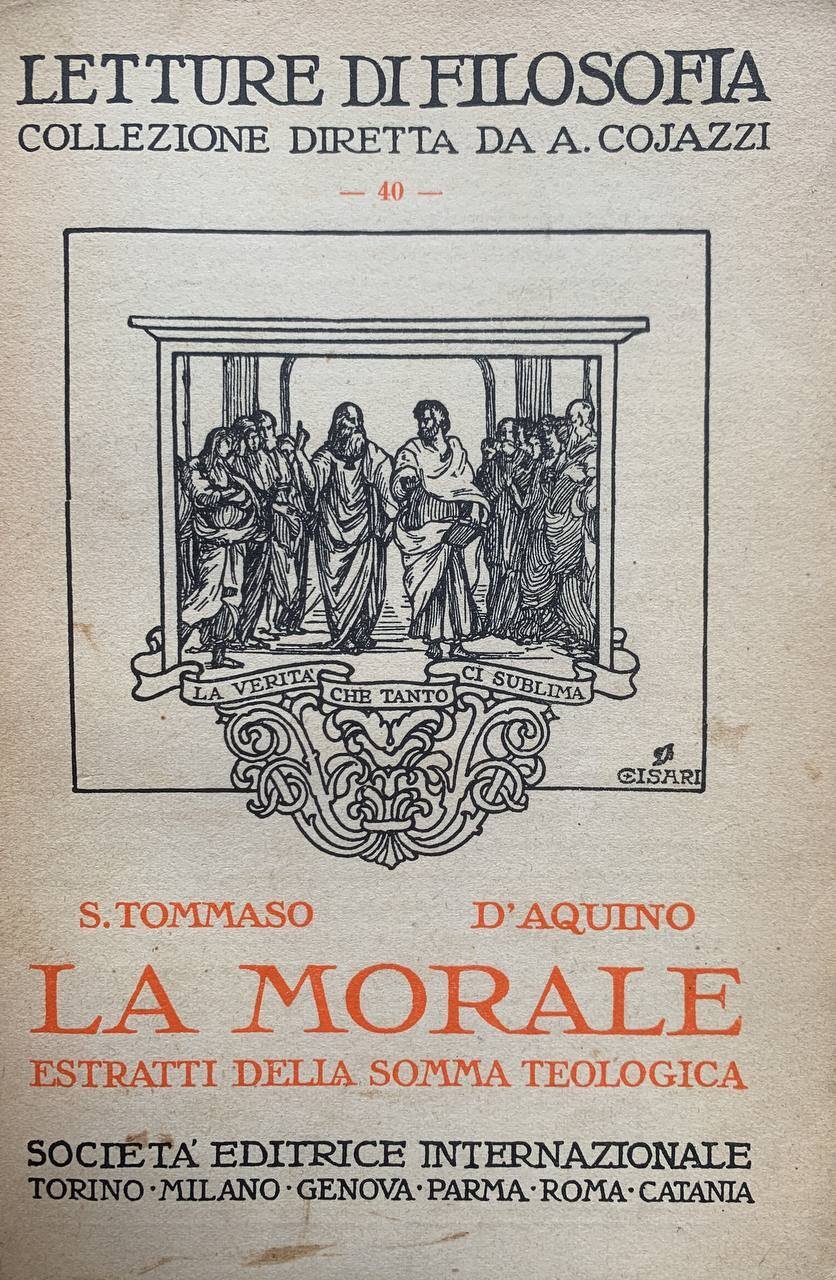 LETTURE DI FILOSOFIA
COLLEZIONE DIRETTA DA A. COJAZZI
— 40 —
LA VERITA' CHE TANTO CI SUBLIMA
CISARI
S. TOMMASO D'AQUINO
LA MORALE
ESTRATTI DELLA SOMMA TEOLOGICA
SOCIETA' EDITRICE INTERNAZIONALE
TORINO·MILANO·GENOVA·PARMA·ROMA·CATANIA